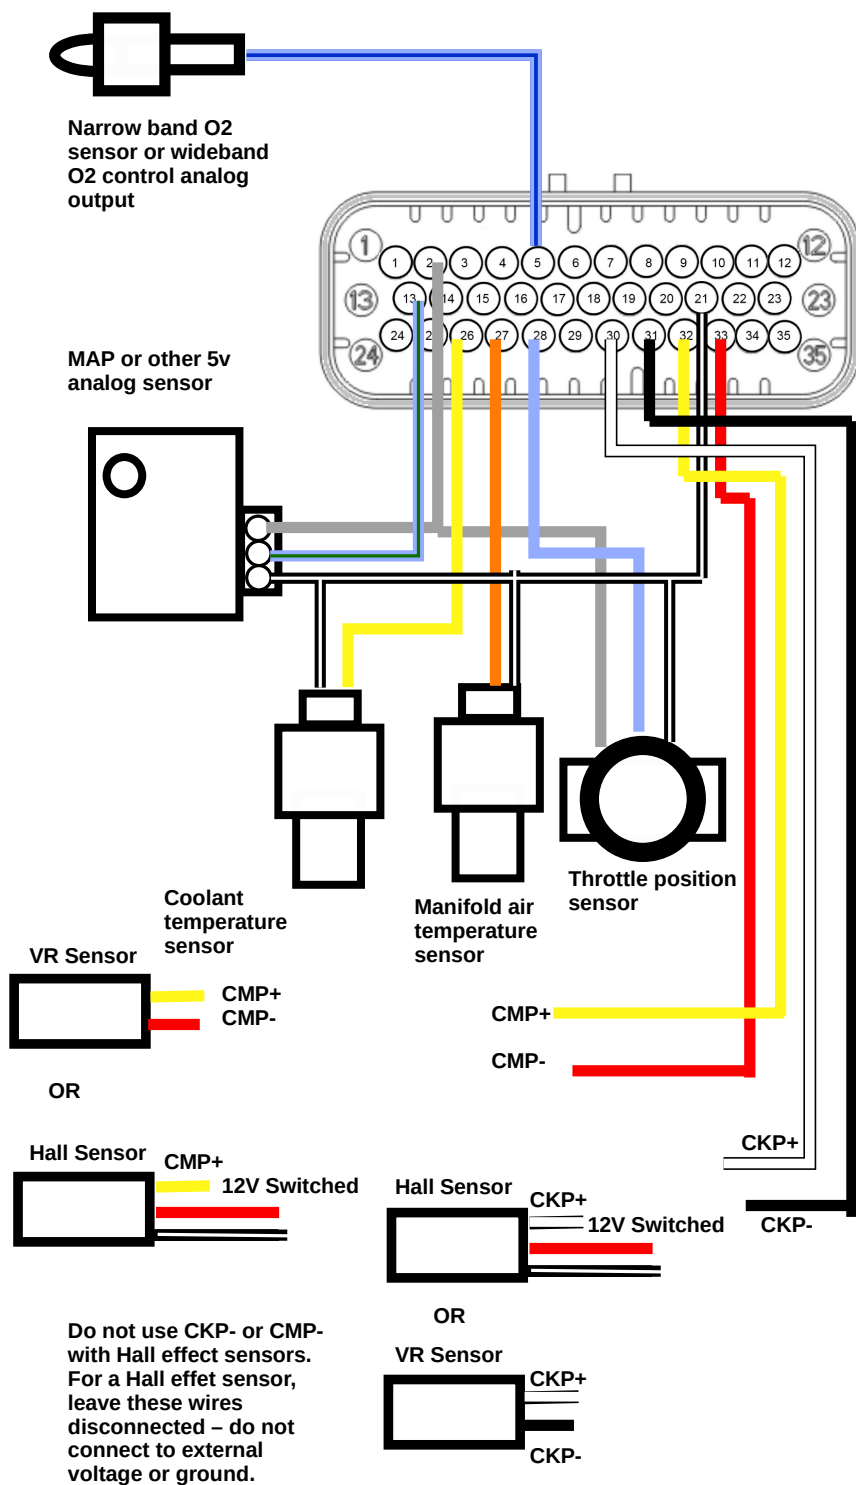 Narrow band O2
sensor or wideband
O2 control analog
output
1
12
1 2 3 4 5 6 7 8 9 10 11 12
13
13 14 15 16 17 18 19 20 21 22 23
23
24 26 27 28 29 30 31 32 33 34 35
24
35
MAP or other 5v
analog sensor
Coolant
temperature
sensor
Manifold air
temperature
sensor
Throttle position
sensor
VR Sensor
CMP+
CMP-
OR
CMP+
CMP-
Hall Sensor
CMP+
12V Switched
CKP+
CKP-
Hall Sensor
CKP+
12V Switched
OR
VR Sensor
CKP+
CKP-
Do not use CKP- or CMP-
with Hall effect sensors.
For a Hall effet sensor,
leave these wires
disconnected – do not
connect to external
voltage or ground.